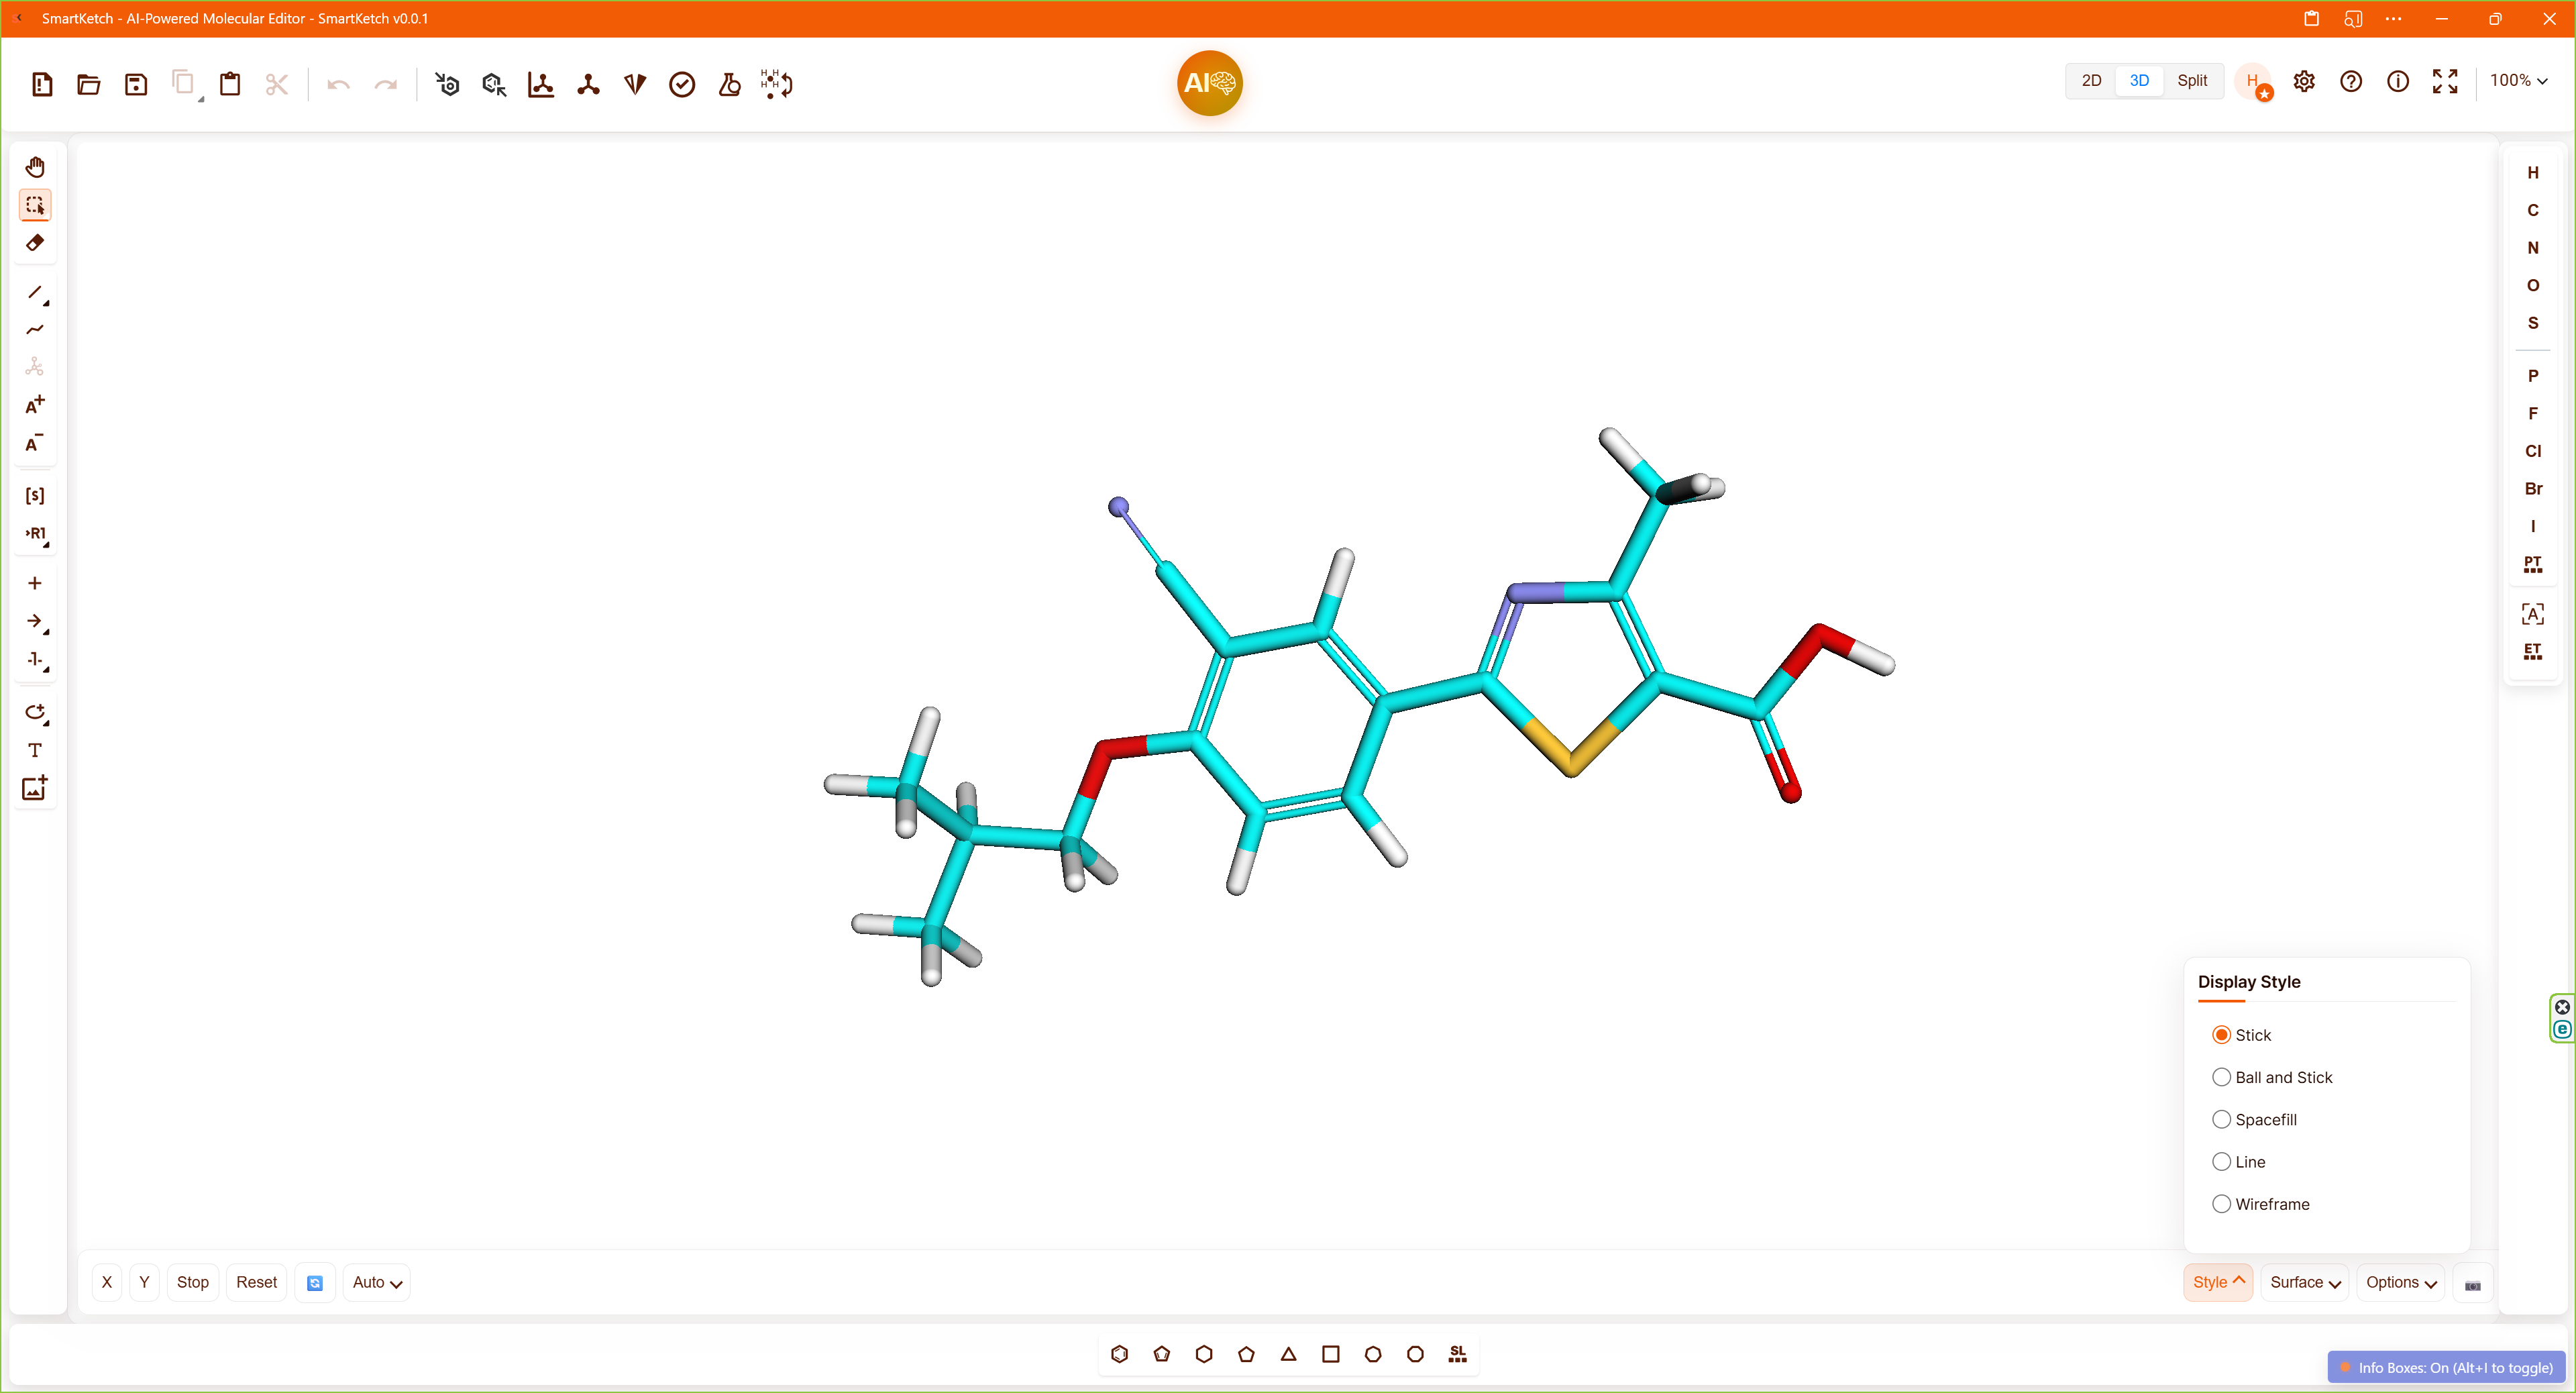 SmartKetch - AI-Powered Molecular Editor - SmartKetch v0.0.1
H H
H H
AI
2D 3D Split H 100%
A+
A-
[s]
R1
T
H
C
N
O
S
P
F
Cl
Br
I
PT
[A]
ET
Display Style
Stick
Ball and Stick
Spacefill
Line
Wireframe
X Y Stop Reset Auto Style Surface Options
SL
Info Boxes: On (Alt+I to toggle)
e